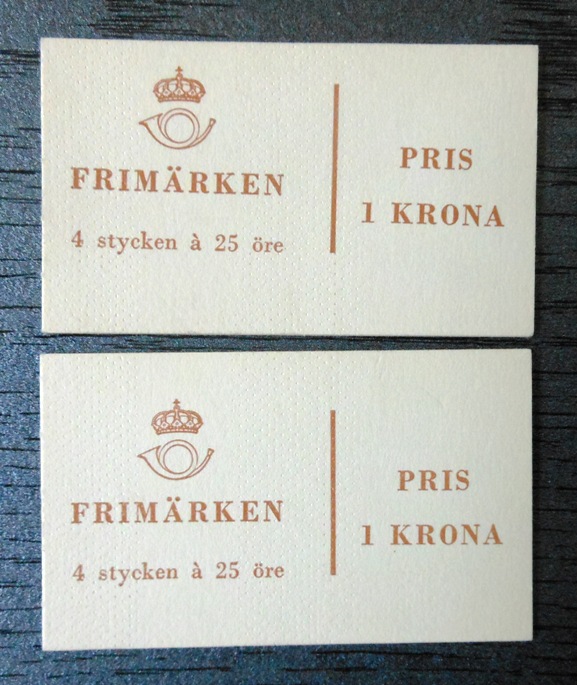 FRIMÄRKEN
4 stycken à 25 öre
PRIS
1 KRONA
FRIMÄRKEN
4 stycken à 25 öre
PRIS
1 KRONA